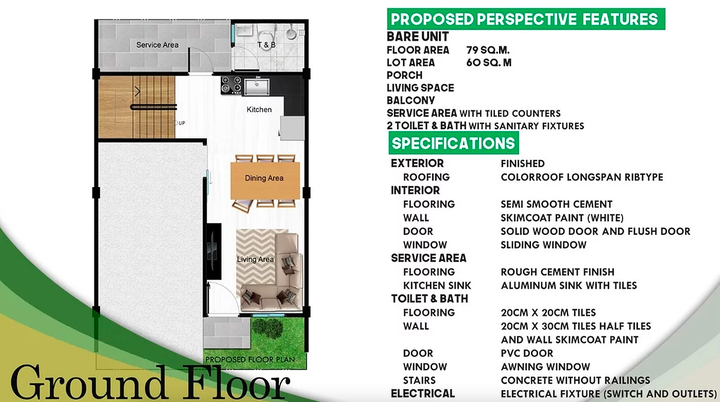 Service Area
T & B
Kitchen
UP
Dining Area
Living Area
PROPOSED FLOOR PLAN
Ground Floor
PROPOSED PERSPECTIVE FEATURES
BARE UNIT
FLOOR AREA 79 SQ.M.
LOT AREA 60 SQ. M
PORCH
LIVING SPACE
BALCONY
SERVICE AREA WITH TILED COUNTERS
2 TOILET & BATH WITH SANITARY FIXTURES
SPECIFICATIONS
EXTERIOR FINISHED
ROOFING COLORROOF LONGSPAN RIBTYPE
INTERIOR
FLOORING SEMI SMOOTH CEMENT
WALL SKIMCOAT PAINT (WHITE)
DOOR SOLID WOOD DOOR AND FLUSH DOOR
WINDOW SLIDING WINDOW
SERVICE AREA
FLOORING ROUGH CEMENT FINISH
KITCHEN SINK ALUMINUM SINK WITH TILES
TOILET & BATH
FLOORING 20CM X 20CM TILES
WALL 20CM X 30CM TILES HALF TILES
AND WALL SKIMCOAT PAINT
DOOR PVC DOOR
WINDOW AWNING WINDOW
STAIRS CONCRETE WITHOUT RAILINGS
ELECTRICAL ELECTRICAL FIXTURE (SWITCH AND OUTLETS)